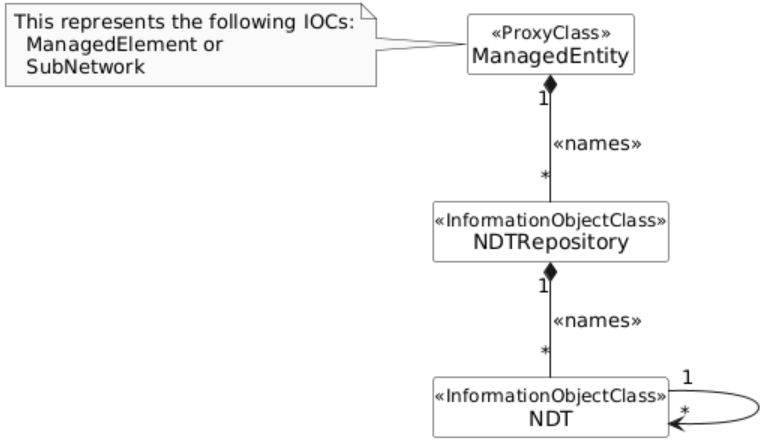 This represents the following IOCs:
ManagedElement or
SubNetwork
«ProxyClass»
ManagedEntity
1
«names»
*
«InformationObjectClass»
NDTRepository
1
«names»
*
«InformationObjectClass»
NDT
1
*